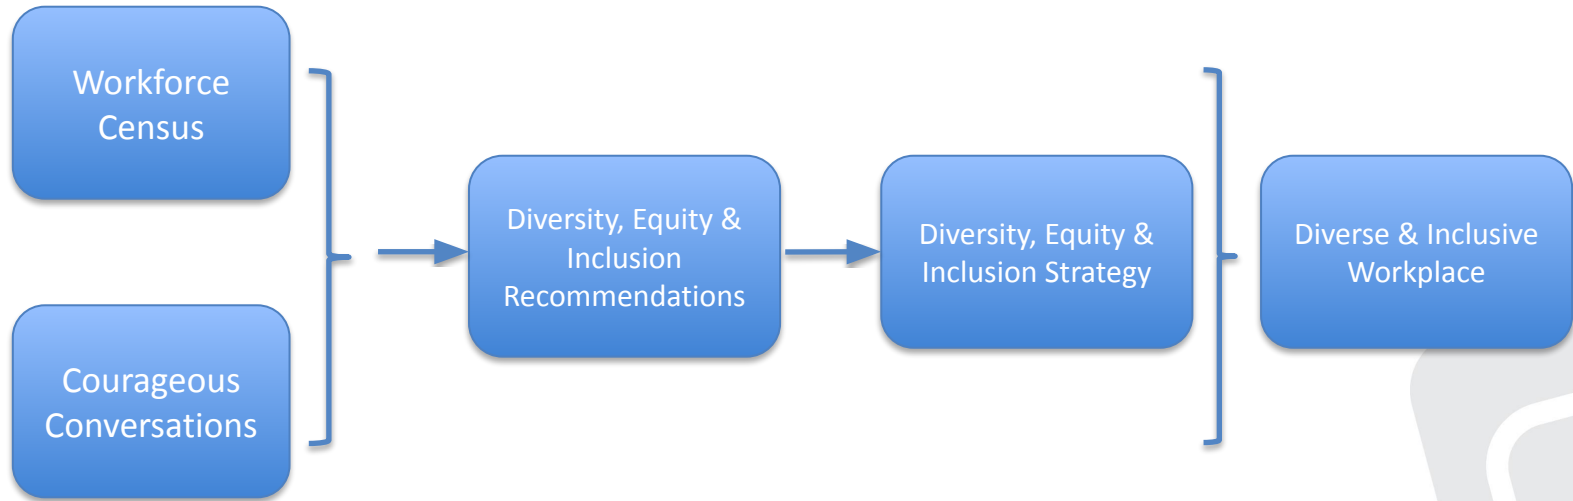 Workforce
Census
Courageous
Conversations
Diversity, Equity &
Inclusion
Recommendations
Diversity, Equity &
Inclusion Strategy
Diverse & Inclusive
Workplace